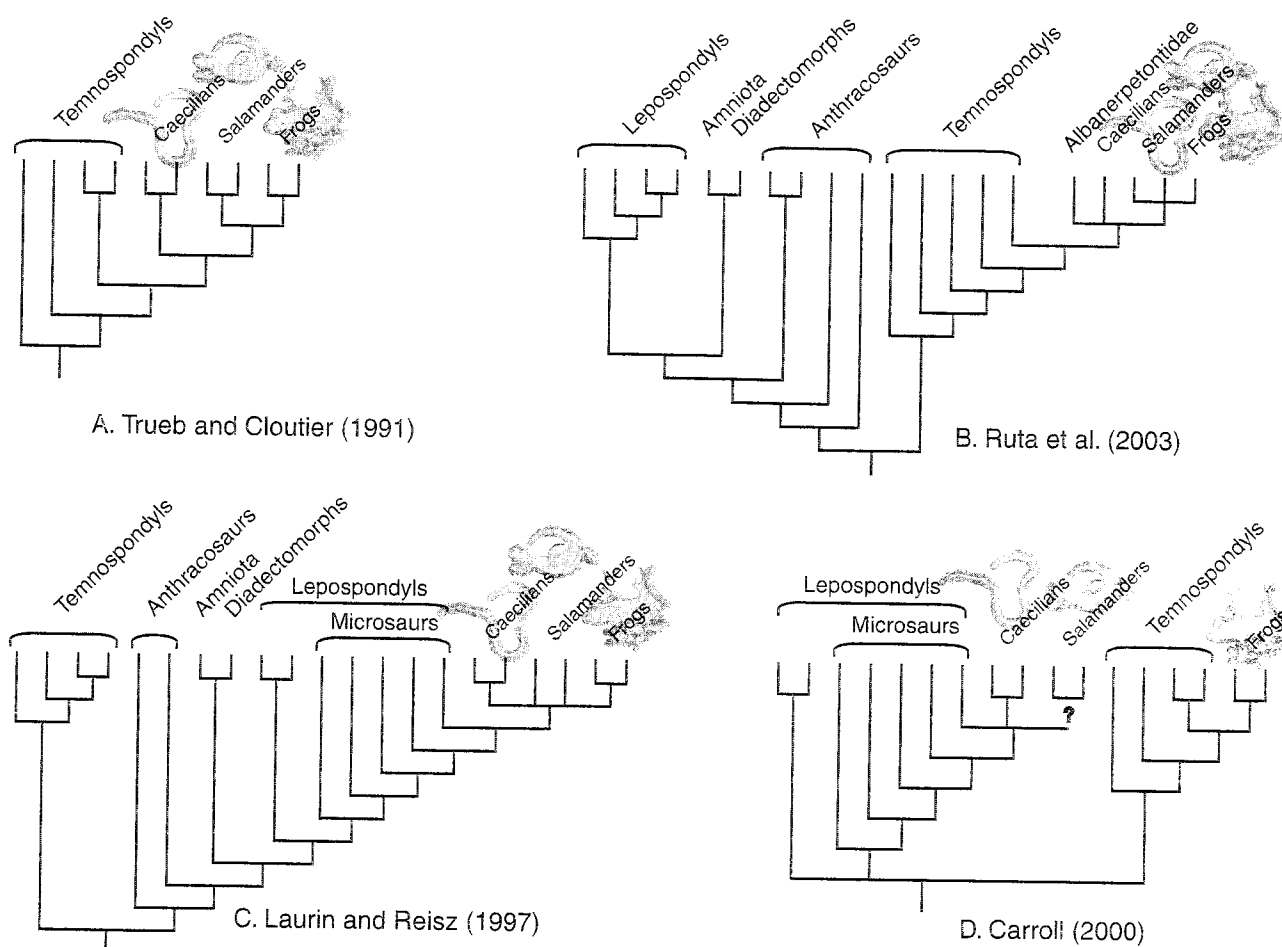 Temnospondyls
Caecilians
Salamanders
Frogs
A. Trueb and Cloutier (1991)
Lepospondyls
Amniota
Diadectomorphs
Anthracosaurs
Temnospondyls
Albanerpetontidae
Caecilians
Salamanders
Frogs
B. Ruta et al. (2003)
Temnospondyls
Anthracosaurs
Amniota
Diadectomorphs
Lepospondyls
Microsaurs
Caecilians
Salamanders
Frogs
C. Laurin and Reisz (1997)
Lepospondyls
Microsaurs
Caecilians
Salamanders
?
Temnospondyls
Frogs
D. Carroll (2000)